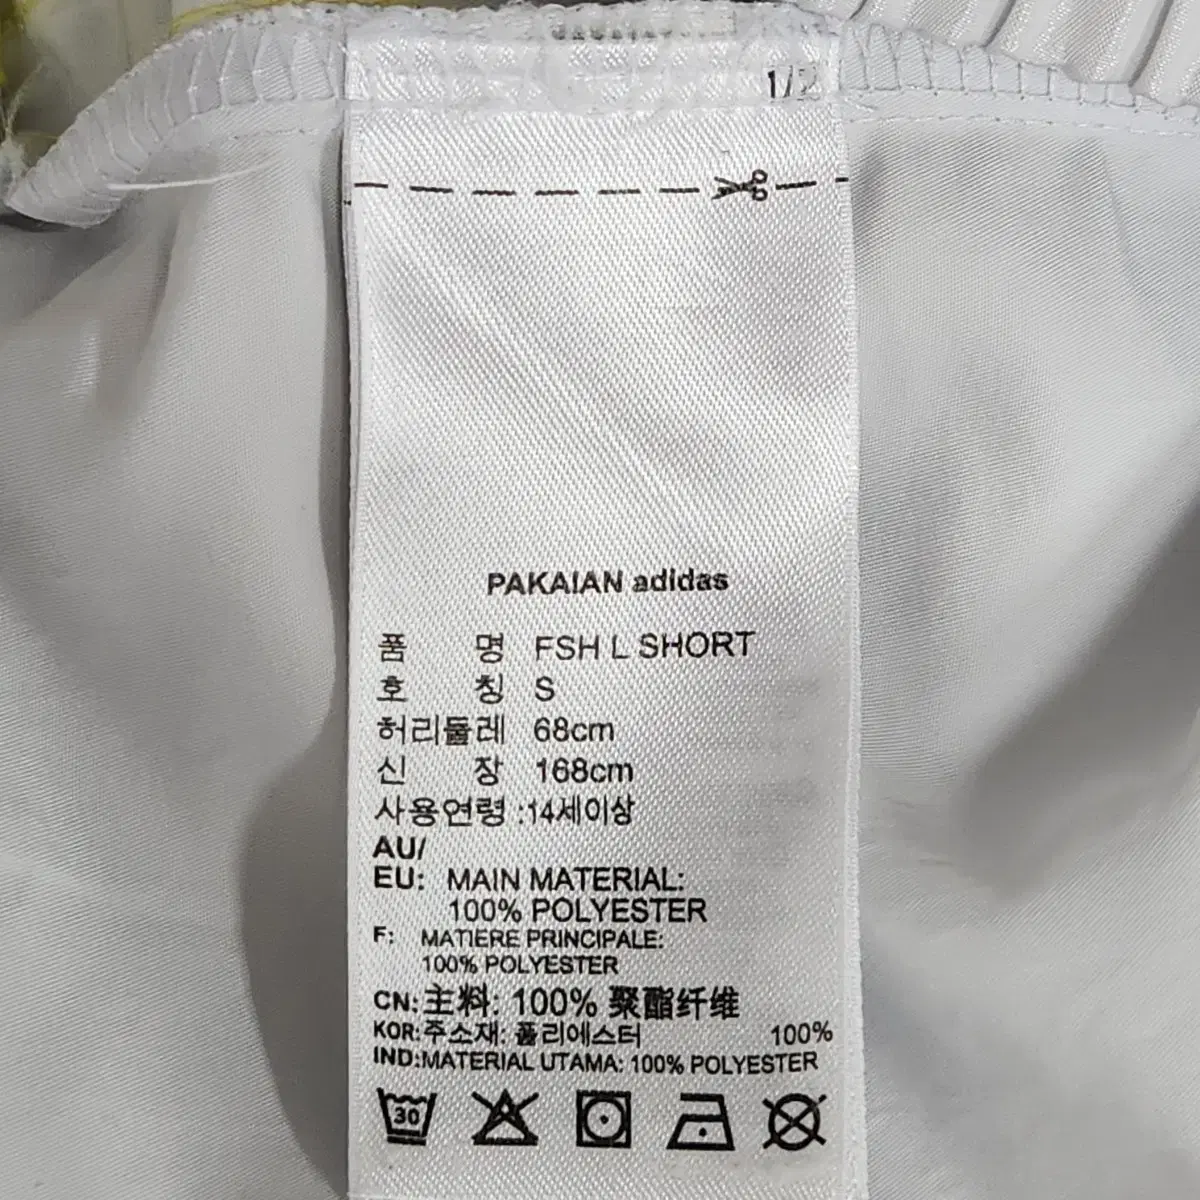 1/2
PAKAIAN adidas
품 명 FSH L SHORT
호 칭 S
허리둘레 68cm
신 장 168cm
사용연령 :14세이상
AU/
EU: MAIN MATERIAL:
100% POLYESTER
F: MATIERE PRINCIPALE:
100% POLYESTER
CN:主料: 100% 聚酯纤维
KOR:주소재: 폴리에스터 100%
IND:MATERIAL UTAMA: 100% POLYESTER
30